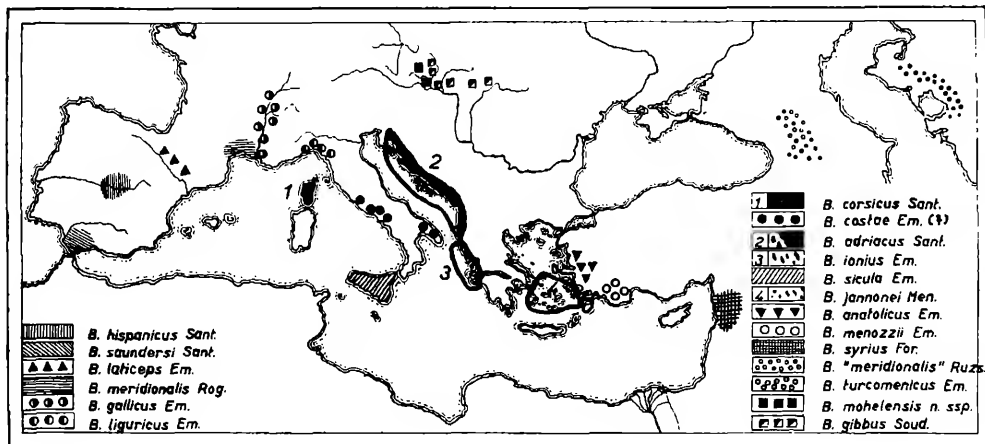 1
2
3
B. hispanicus Sant.
B. saundersi Sant.
B. laticeps Em.
B. meridionalis Rog.
B. gallicus Em.
B. liguricus Em.
1 B. corsicus Sant.
B. costae Em. (?)
2 B. adriacus Sant.
3 B. ionius Em.
B. sicula Em.
4 B. jannonei Men.
B. anatolicus Em.
B. menozzii Em.
B. syrius For.
B. "meridionalis" Ruzs.
B. turcomenicus Em.
B. mohelensis n. ssp.
B. gibbus Soud.